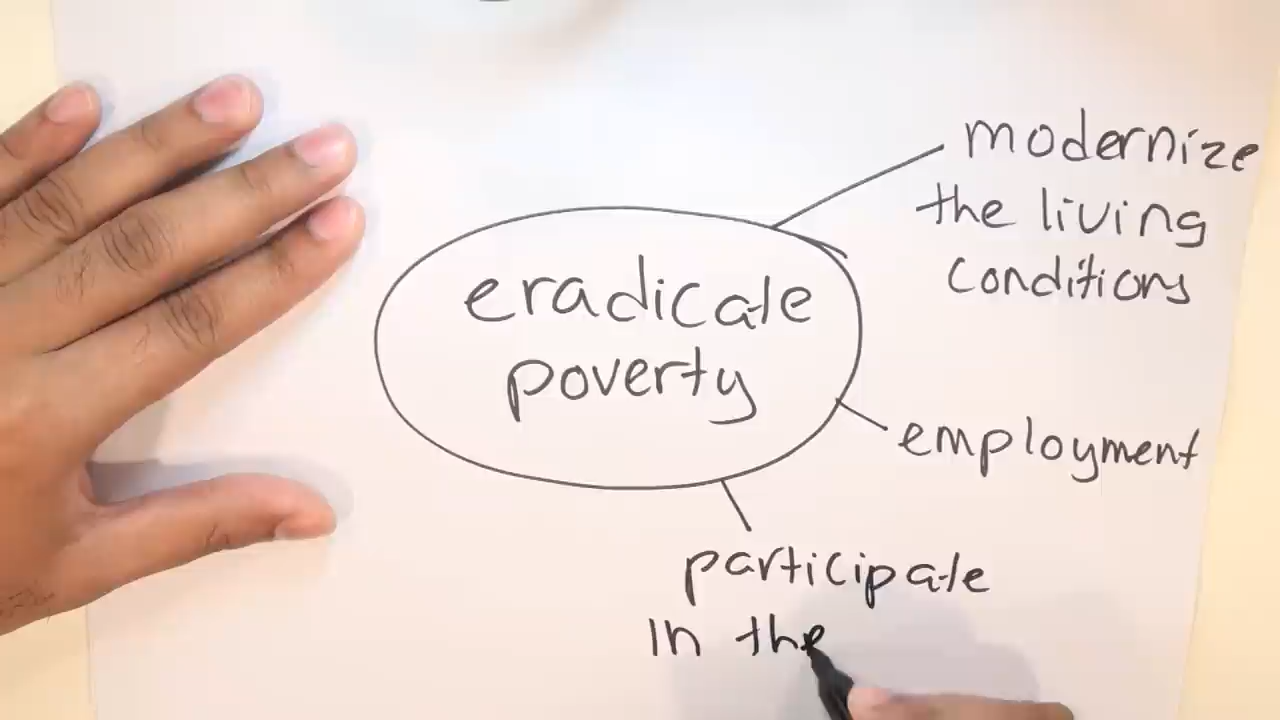 eradicate
poverty
modernize
the living
conditions
employment
participate
In the